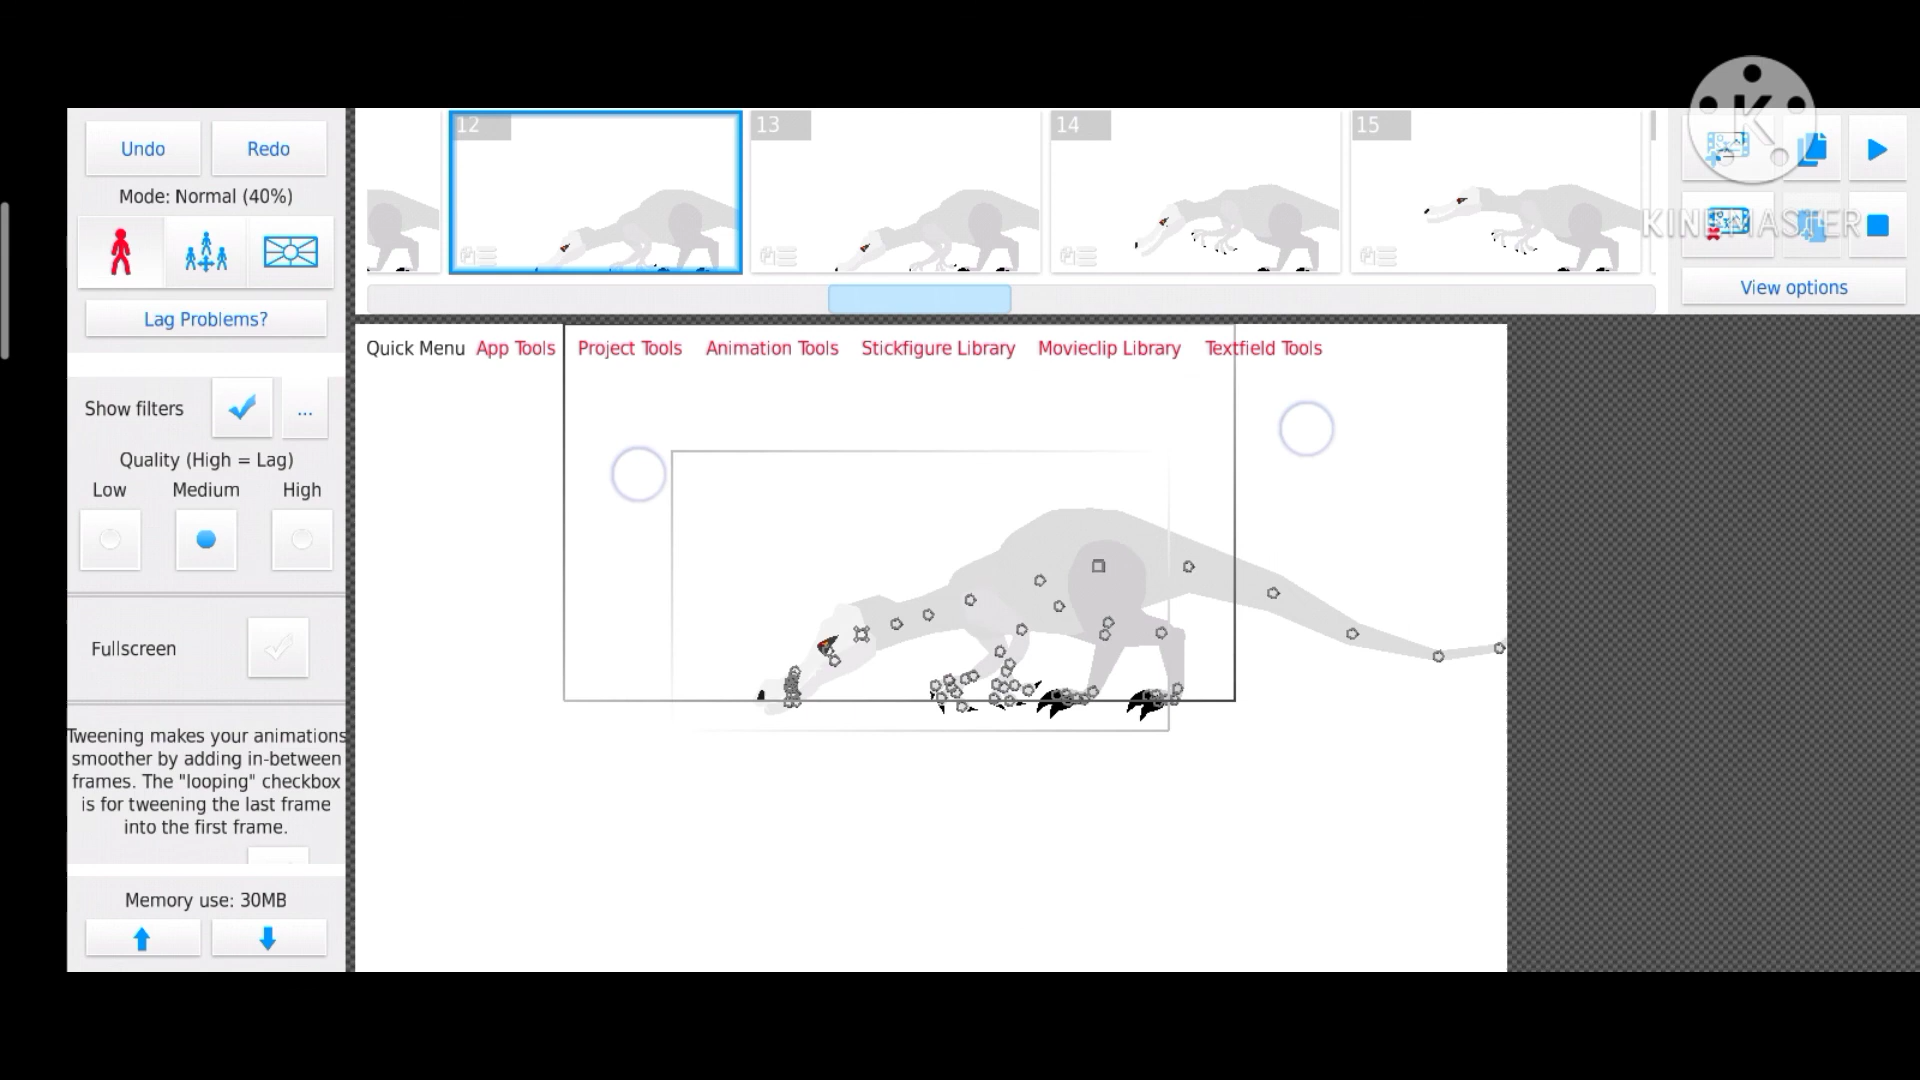 Undo Redo
Mode: Normal (40%)
Lag Problems?
12 13 14 15
K
KINEMASTER
View options
Quick Menu App Tools Project Tools Animation Tools Stickfigure Library Movieclip Library Textfield Tools
Show filters ...
Quality (High = Lag)
Low Medium High
Fullscreen
Tweening makes your animations
smoother by adding in-between
frames. The "looping" checkbox
is for tweening the last frame
into the first frame.
Memory use: 30MB